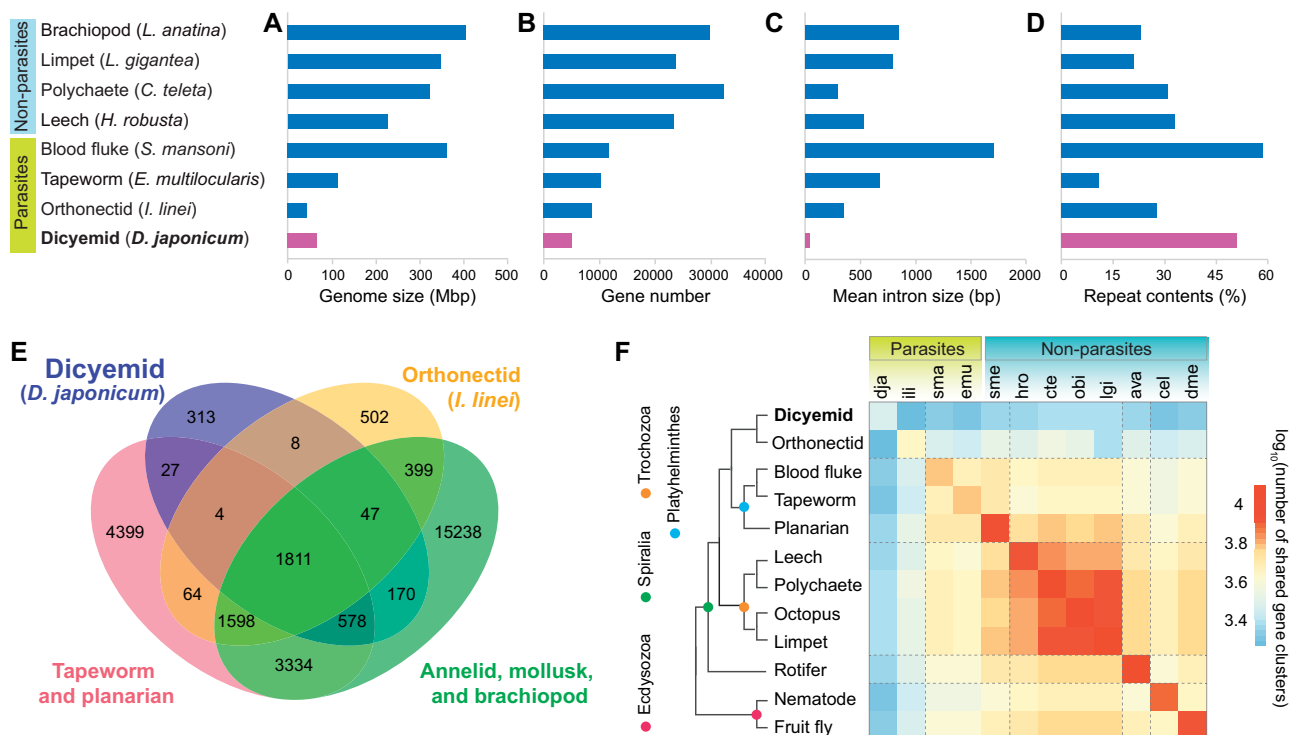 Non-parasites
Parasites
Brachiopod (L. anatina)
Limpet (L. gigantea)
Polychaete (C. teleta)
Leech (H. robusta)
Blood fluke (S. mansoni)
Tapeworm (E. multilocularis)
Orthonectid (I. linei)
Dicyemid (D. japonicum)
A
0 100 200 300 400 500
Genome size (Mbp)
B
0 10000 20000 30000 40000
Gene number
C
0 500 1000 1500 2000
Mean intron size (bp)
D
0 15 30 45 60
Repeat contents (%)
E
Dicyemid
(D. japonicum)
Orthonectid
(I. linei)
313
502
8
27
399
4
47
4399
15238
1811
64
170
1598
578
3334
Tapeworm
and planarian
Annelid, mollusk,
and brachiopod
F
Parasites
Non-parasites
dja ili sma emu sme hro cte obi lgi ava cel dme
Trochozoa
Platyhelminthes
Spiralia
Ecdysozoa
Dicyemid
Orthonectid
Blood fluke
Tapeworm
Planarian
Leech
Polychaete
Octopus
Limpet
Rotifer
Nematode
Fruit fly
4
3.8
3.6
3.4
log10(number of shared gene clusters)